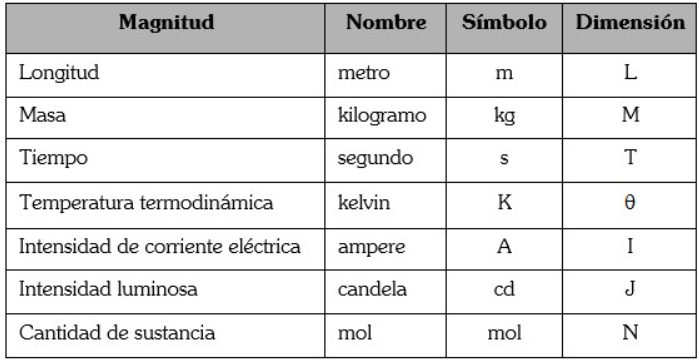 Magnitud Nombre Símbolo Dimensión
Longitud metro m L
Masa kilogramo kg M
Tiempo segundo s T
Temperatura termodinámica kelvin K θ
Intensidad de corriente eléctrica ampere A I
Intensidad luminosa candela cd J
Cantidad de sustancia mol mol N